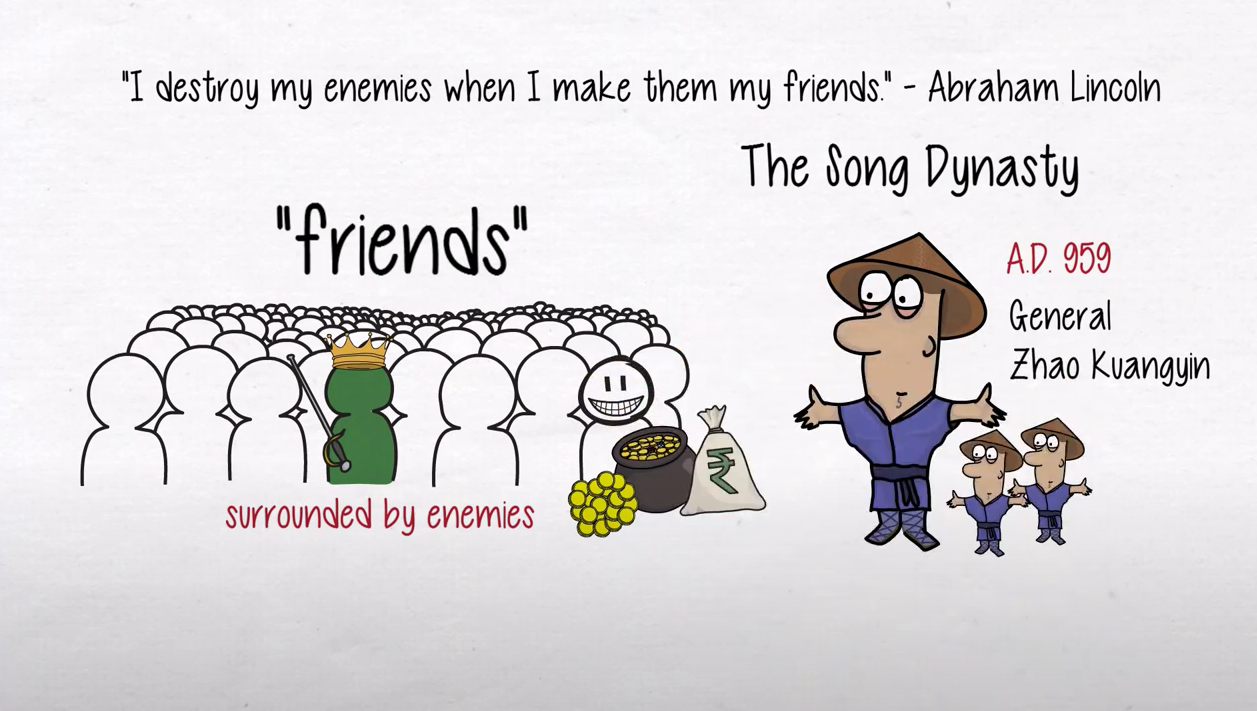 "I destroy my enemies when I make them my friends." - Abraham Lincoln
The Song Dynasty
"friends"
A.D. 959
General
Zhao Kuangyin
₹
surrounded by enemies